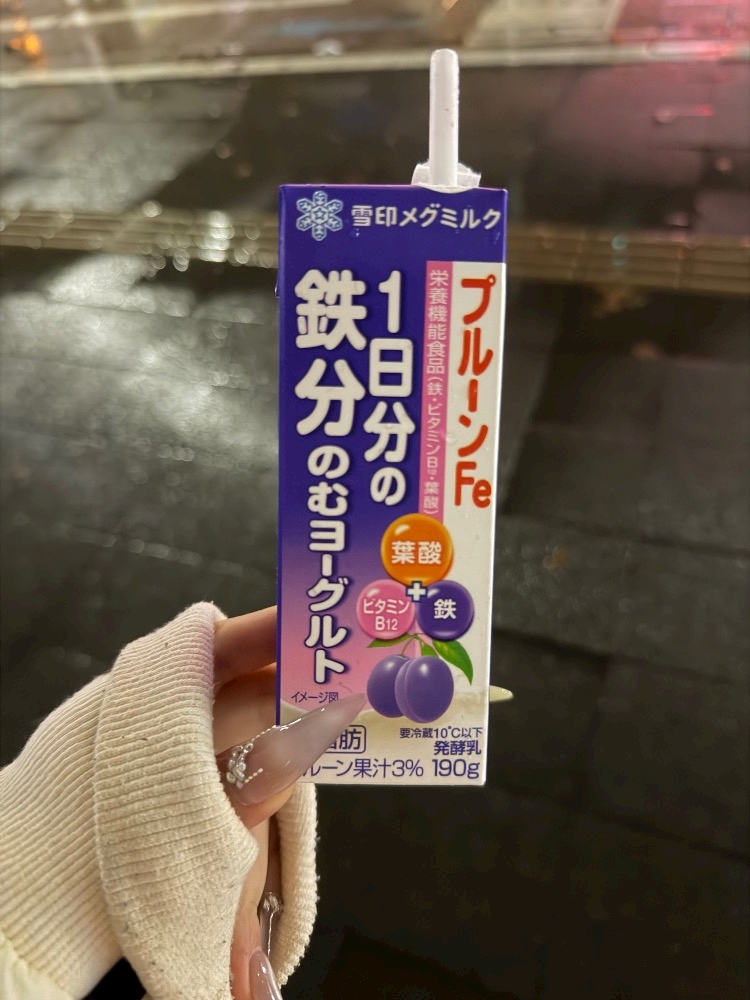 雪印メグミルク
プルーンFe
栄養機能食品(鉄・ビタミンB12・葉酸)
1日分の
鉄分のむヨーグルト
葉酸
+
ビタミン
B12
鉄
イメージ図
脂肪
要冷蔵10℃以下
発酵乳
ルーン果汁3% 190g